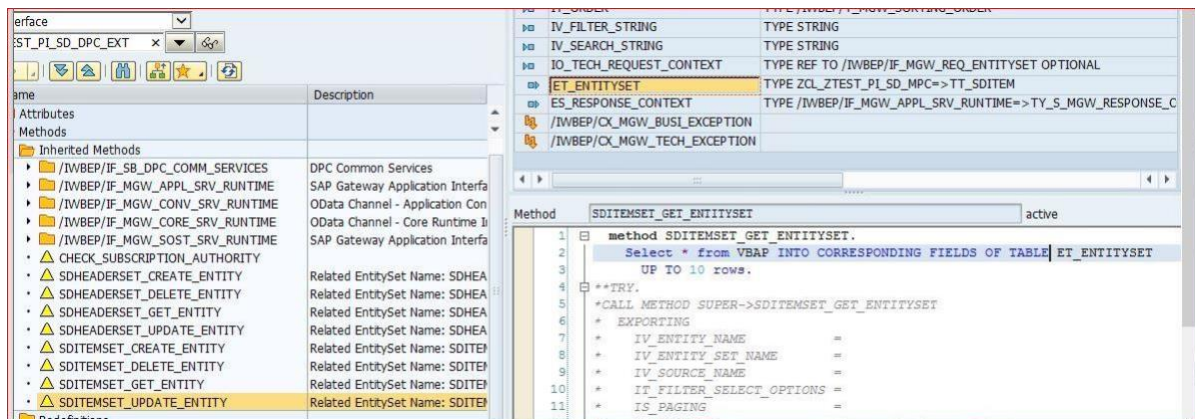 erface
EST_PI_SD_DPC_EXT
ame Description
Attributes
Methods
Inherited Methods
/IWBEP/IF_SB_DPC_COMM_SERVICES DPC Common Services
/IWBEP/IF_MGW_APPL_SRV_RUNTIME SAP Gateway Application Interfa
/IWBEP/IF_MGW_CONV_SRV_RUNTIME OData Channel - Application Con
/IWBEP/IF_MGW_CORE_SRV_RUNTIME OData Channel - Core Runtime I
/IWBEP/IF_MGW_SOST_SRV_RUNTIME SAP Gateway Application Interfa
CHECK_SUBSCRIPTION_AUTHORITY
SDHEADERSET_CREATE_ENTITY Related EntitySet Name: SDHEA
SDHEADERSET_DELETE_ENTITY Related EntitySet Name: SDHEA
SDHEADERSET_GET_ENTITY Related EntitySet Name: SDHEA
SDHEADERSET_UPDATE_ENTITY Related EntitySet Name: SDHEA
SDITEMSET_CREATE_ENTITY Related EntitySet Name: SDITEM
SDITEMSET_DELETE_ENTITY Related EntitySet Name: SDITEM
SDITEMSET_GET_ENTITY Related EntitySet Name: SDITEM
SDITEMSET_UPDATE_ENTITY Related EntitySet Name: SDITEM
IT_ORDER TYPE /IWBEP/T_MGW_SORTING_ORDER
IV_FILTER_STRING TYPE STRING
IV_SEARCH_STRING TYPE STRING
IO_TECH_REQUEST_CONTEXT TYPE REF TO /IWBEP/IF_MGW_REQ_ENTITYSET OPTIONAL
ET_ENTITYSET TYPE ZCL_ZTEST_PI_SD_MPC=>TT_SDITEM
ES_RESPONSE_CONTEXT TYPE /IWBEP/IF_MGW_APPL_SRV_RUNTIME=>TY_S_MGW_RESPONSE_C
/IWBEP/CX_MGW_BUSI_EXCEPTION
/IWBEP/CX_MGW_TECH_EXCEPTION
Method SDITEMSET_GET_ENTITYSET active
1 method SDITEMSET_GET_ENTITYSET.
2 Select * from VBAP INTO CORRESPONDING FIELDS OF TABLE ET_ENTITYSET
3 UP TO 10 rows.
4 **TRY.
5 *CALL METHOD SUPER->SDITEMSET_GET_ENTITYSET
6 * EXPORTING
7 * IV_ENTITY_NAME =
8 * IV_ENTITY_SET_NAME =
9 * IV_SOURCE_NAME =
10 * IT_FILTER_SELECT_OPTIONS =
11 * IS_PAGING =